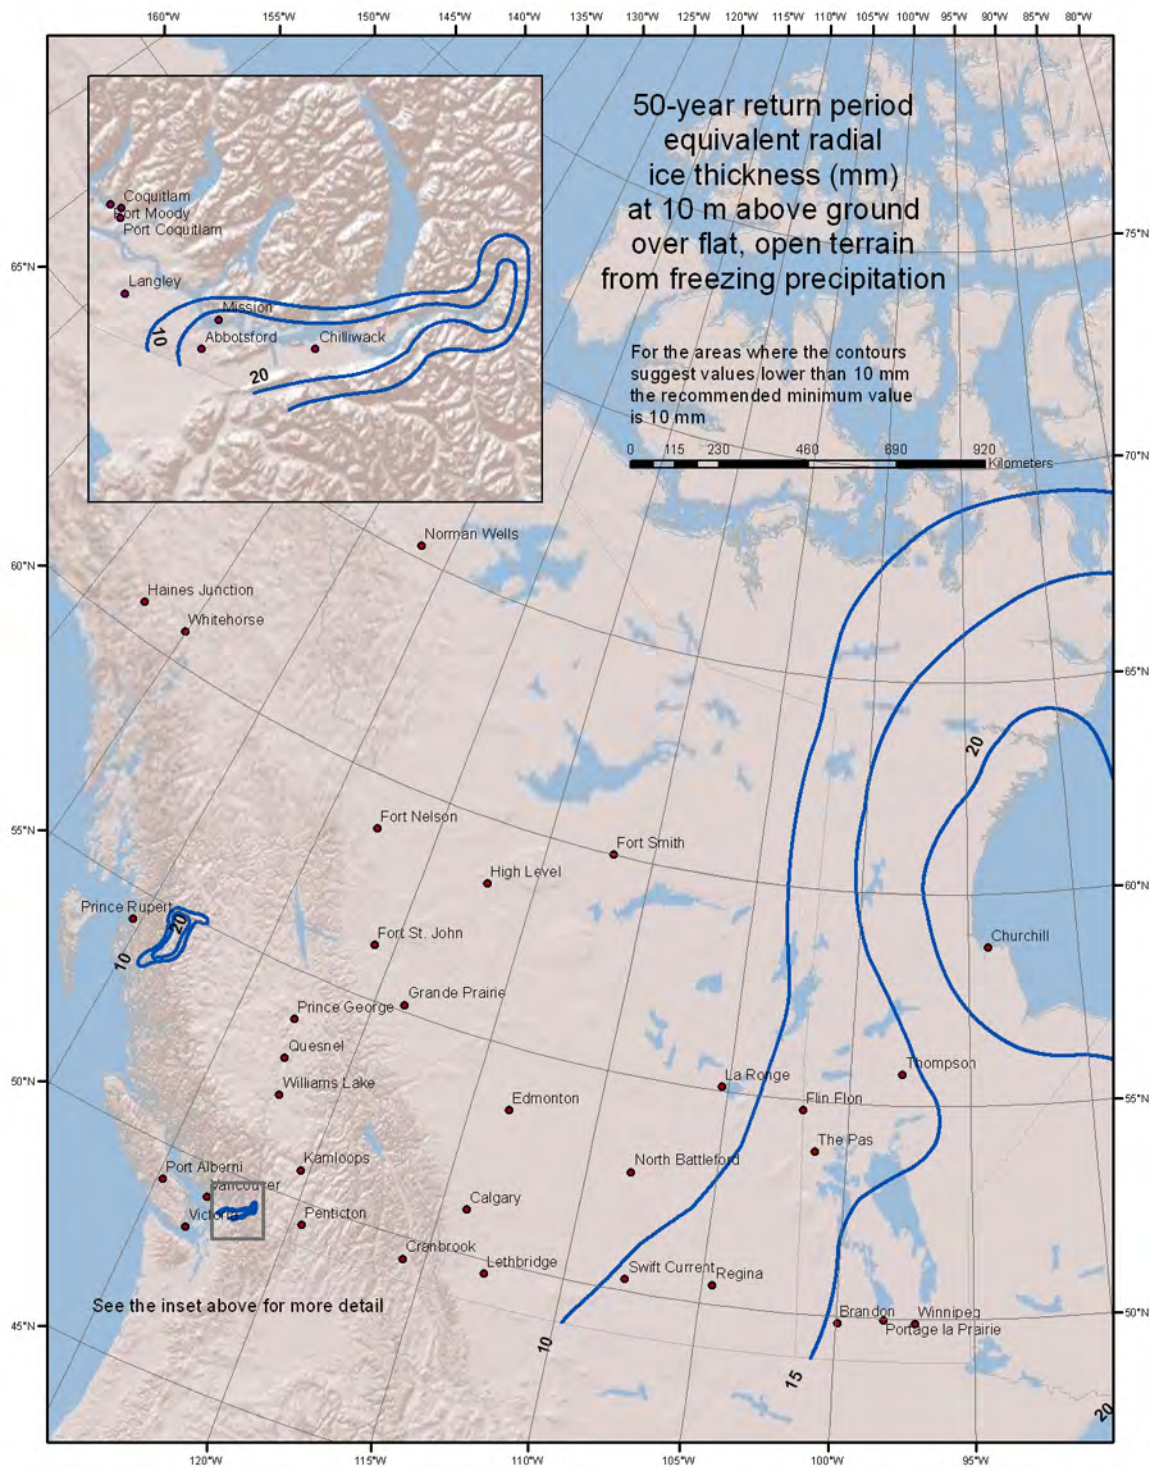 160°W 155°W 150°W 145°W 140°W 135°W 130°W 125°W 120°W 115°W 110°W 105°W 100°W 95°W 90°W 85°W 80°W
50-year return period
equivalent radial
ice thickness (mm)
at 10 m above ground
over flat, open terrain
from freezing precipitation
Coquitlam
Port Moody
Port Coquitlam
Langley
Mission
10
Abbotsford
Chilliwack
20
75°N
65°N
For the areas where the contours
suggest values lower than 10 mm
the recommended minimum value
is 10 mm
0 115 230 460 690 920
Kilometers
70°N
Norman Wells
60°N
Haines Junction
Whitehorse
65°N
20
Fort Nelson
55°N
Fort Smith
High Level
60°N
Prince Rupert
20
10
Fort St. John
Churchill
Grande Prairie
Prince George
Quesnel
Thompson
La Ronge
50°N
Williams Lake
Edmonton
Flin Flon
55°N
The Pas
North Battleford
Kamloops
Port Alberni
Vancouver
Calgary
Victoria
Penticton
Cranbrook
Lethbridge
Swift Current
Regina
See the inset above for more detail
Brandon
Winnipeg
Portage la Prairie
50°N
45°N
10
15
20
120°W 115°W 110°W 105°W 100°W 95°W